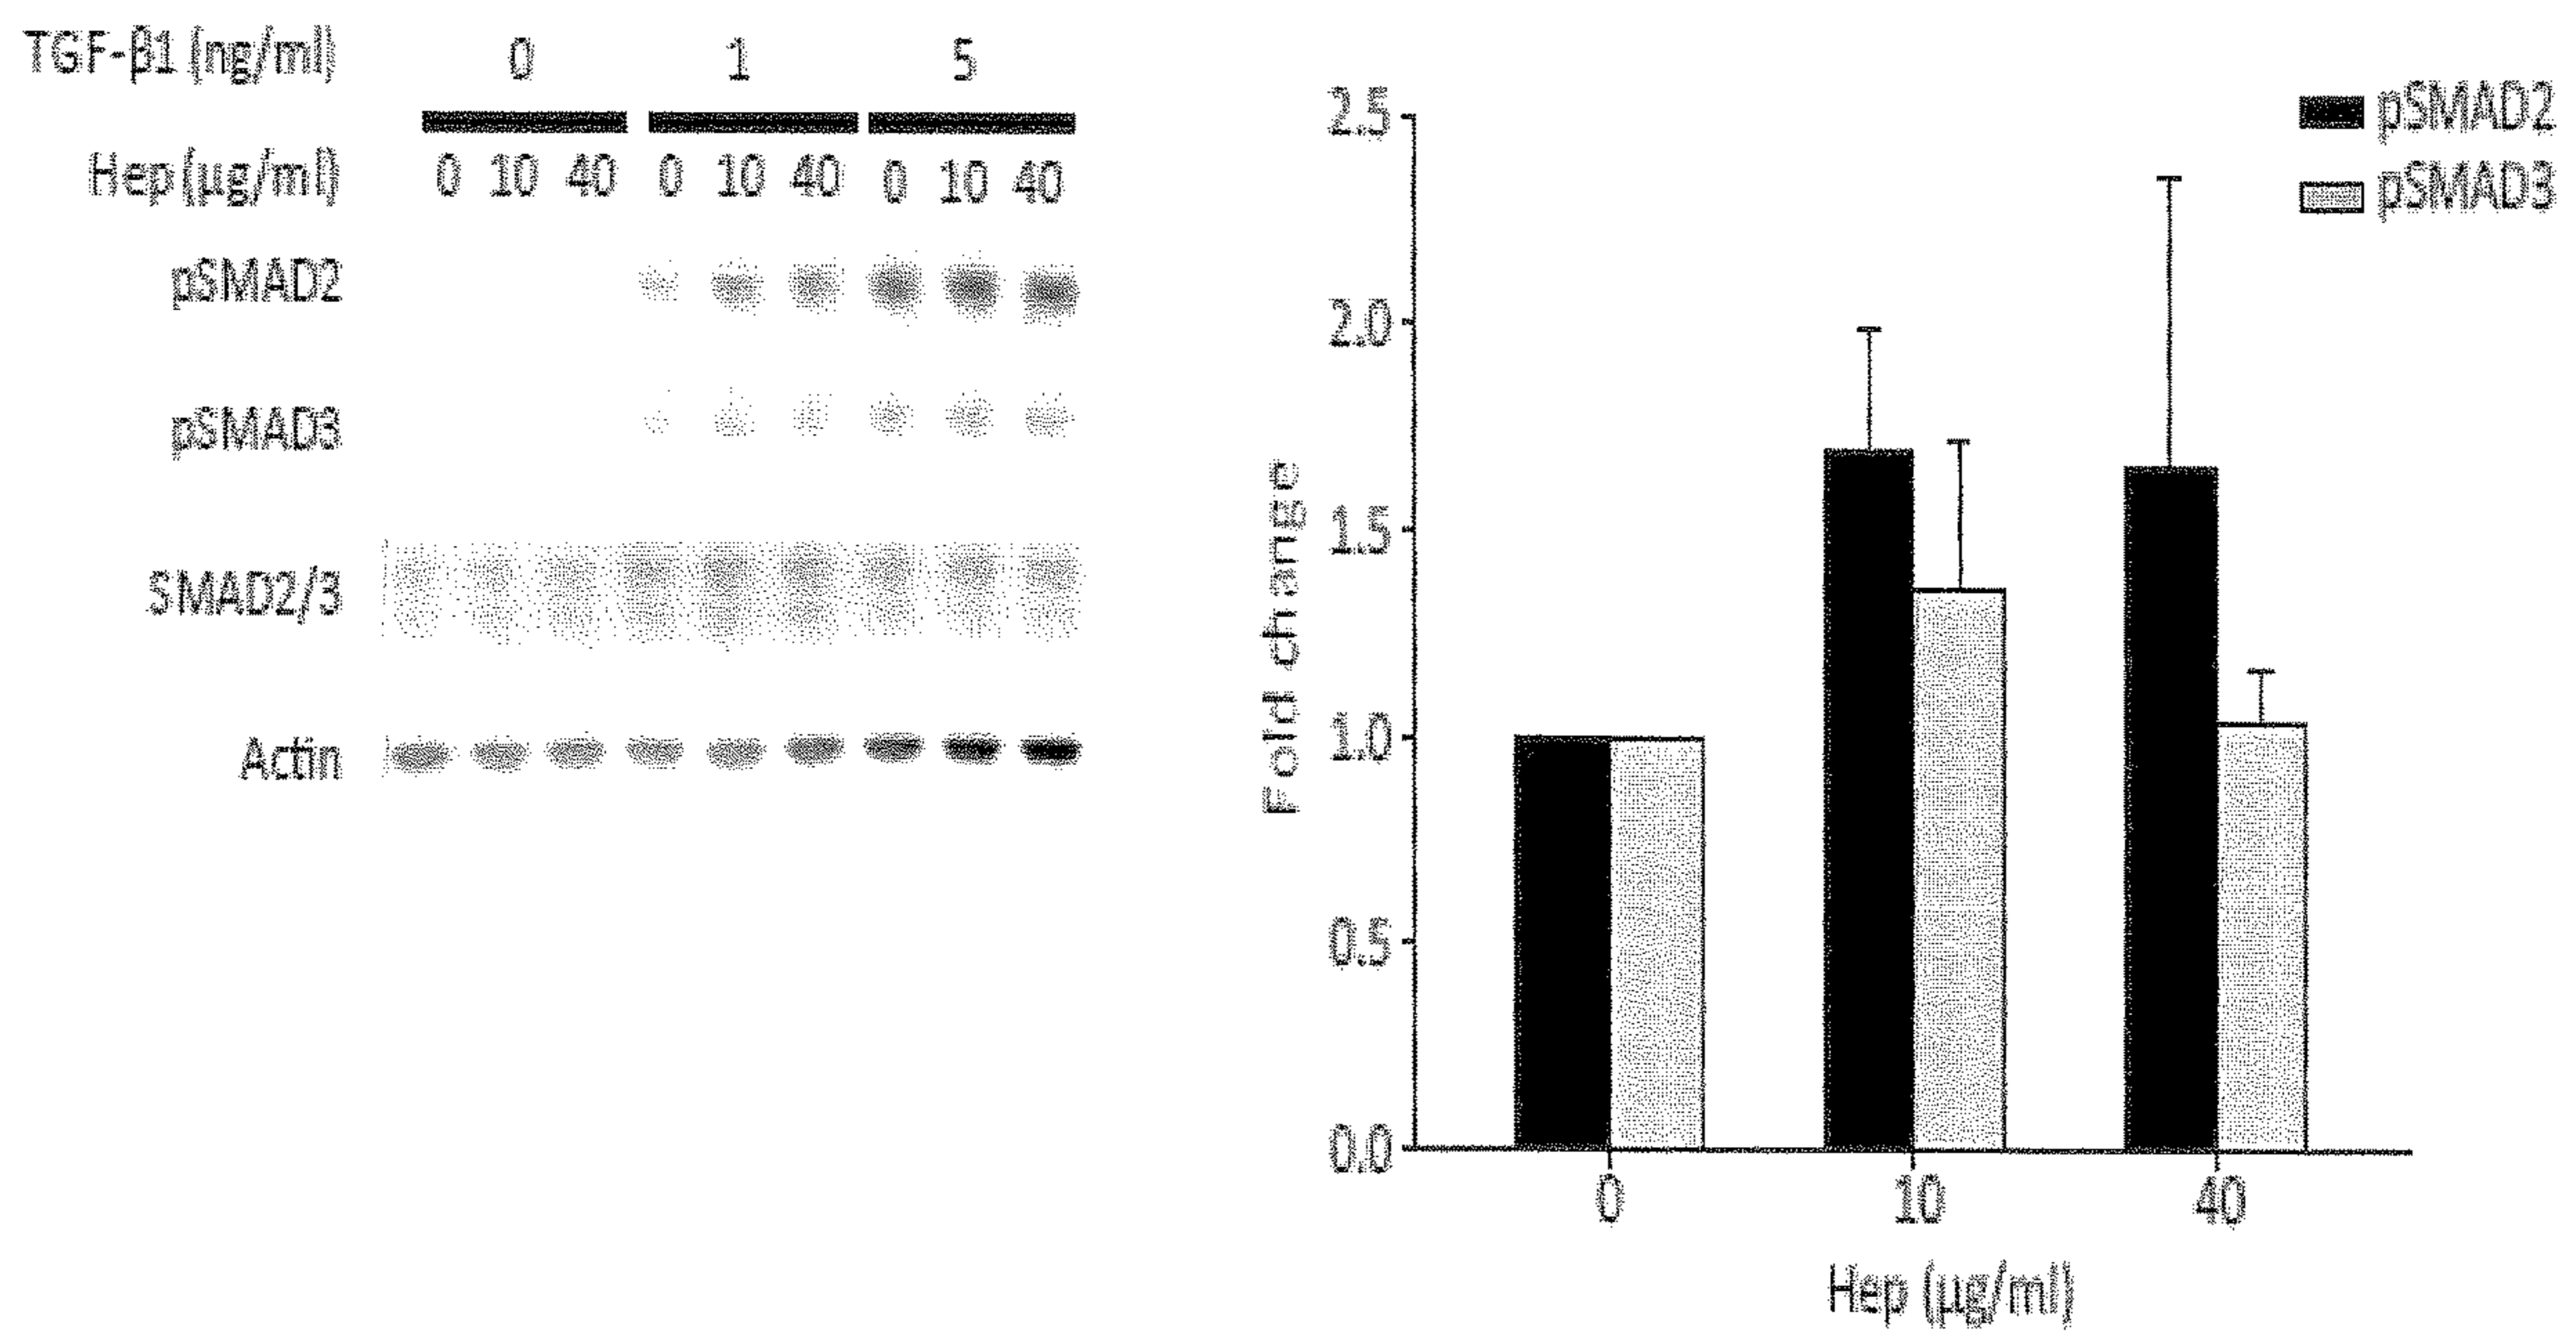 TGF-β1 (ng/ml) 0 1 5
Hep (μg/ml) 0 10 40 0 10 40 0 10 40
pSMAD2
pSMAD3
SMAD2/3
Actin
pSMAD2
pSMAD3
Fold change
2.5
2.0
1.5
1.0
0.5
0.0
0 10 40
Hep (μg/ml)